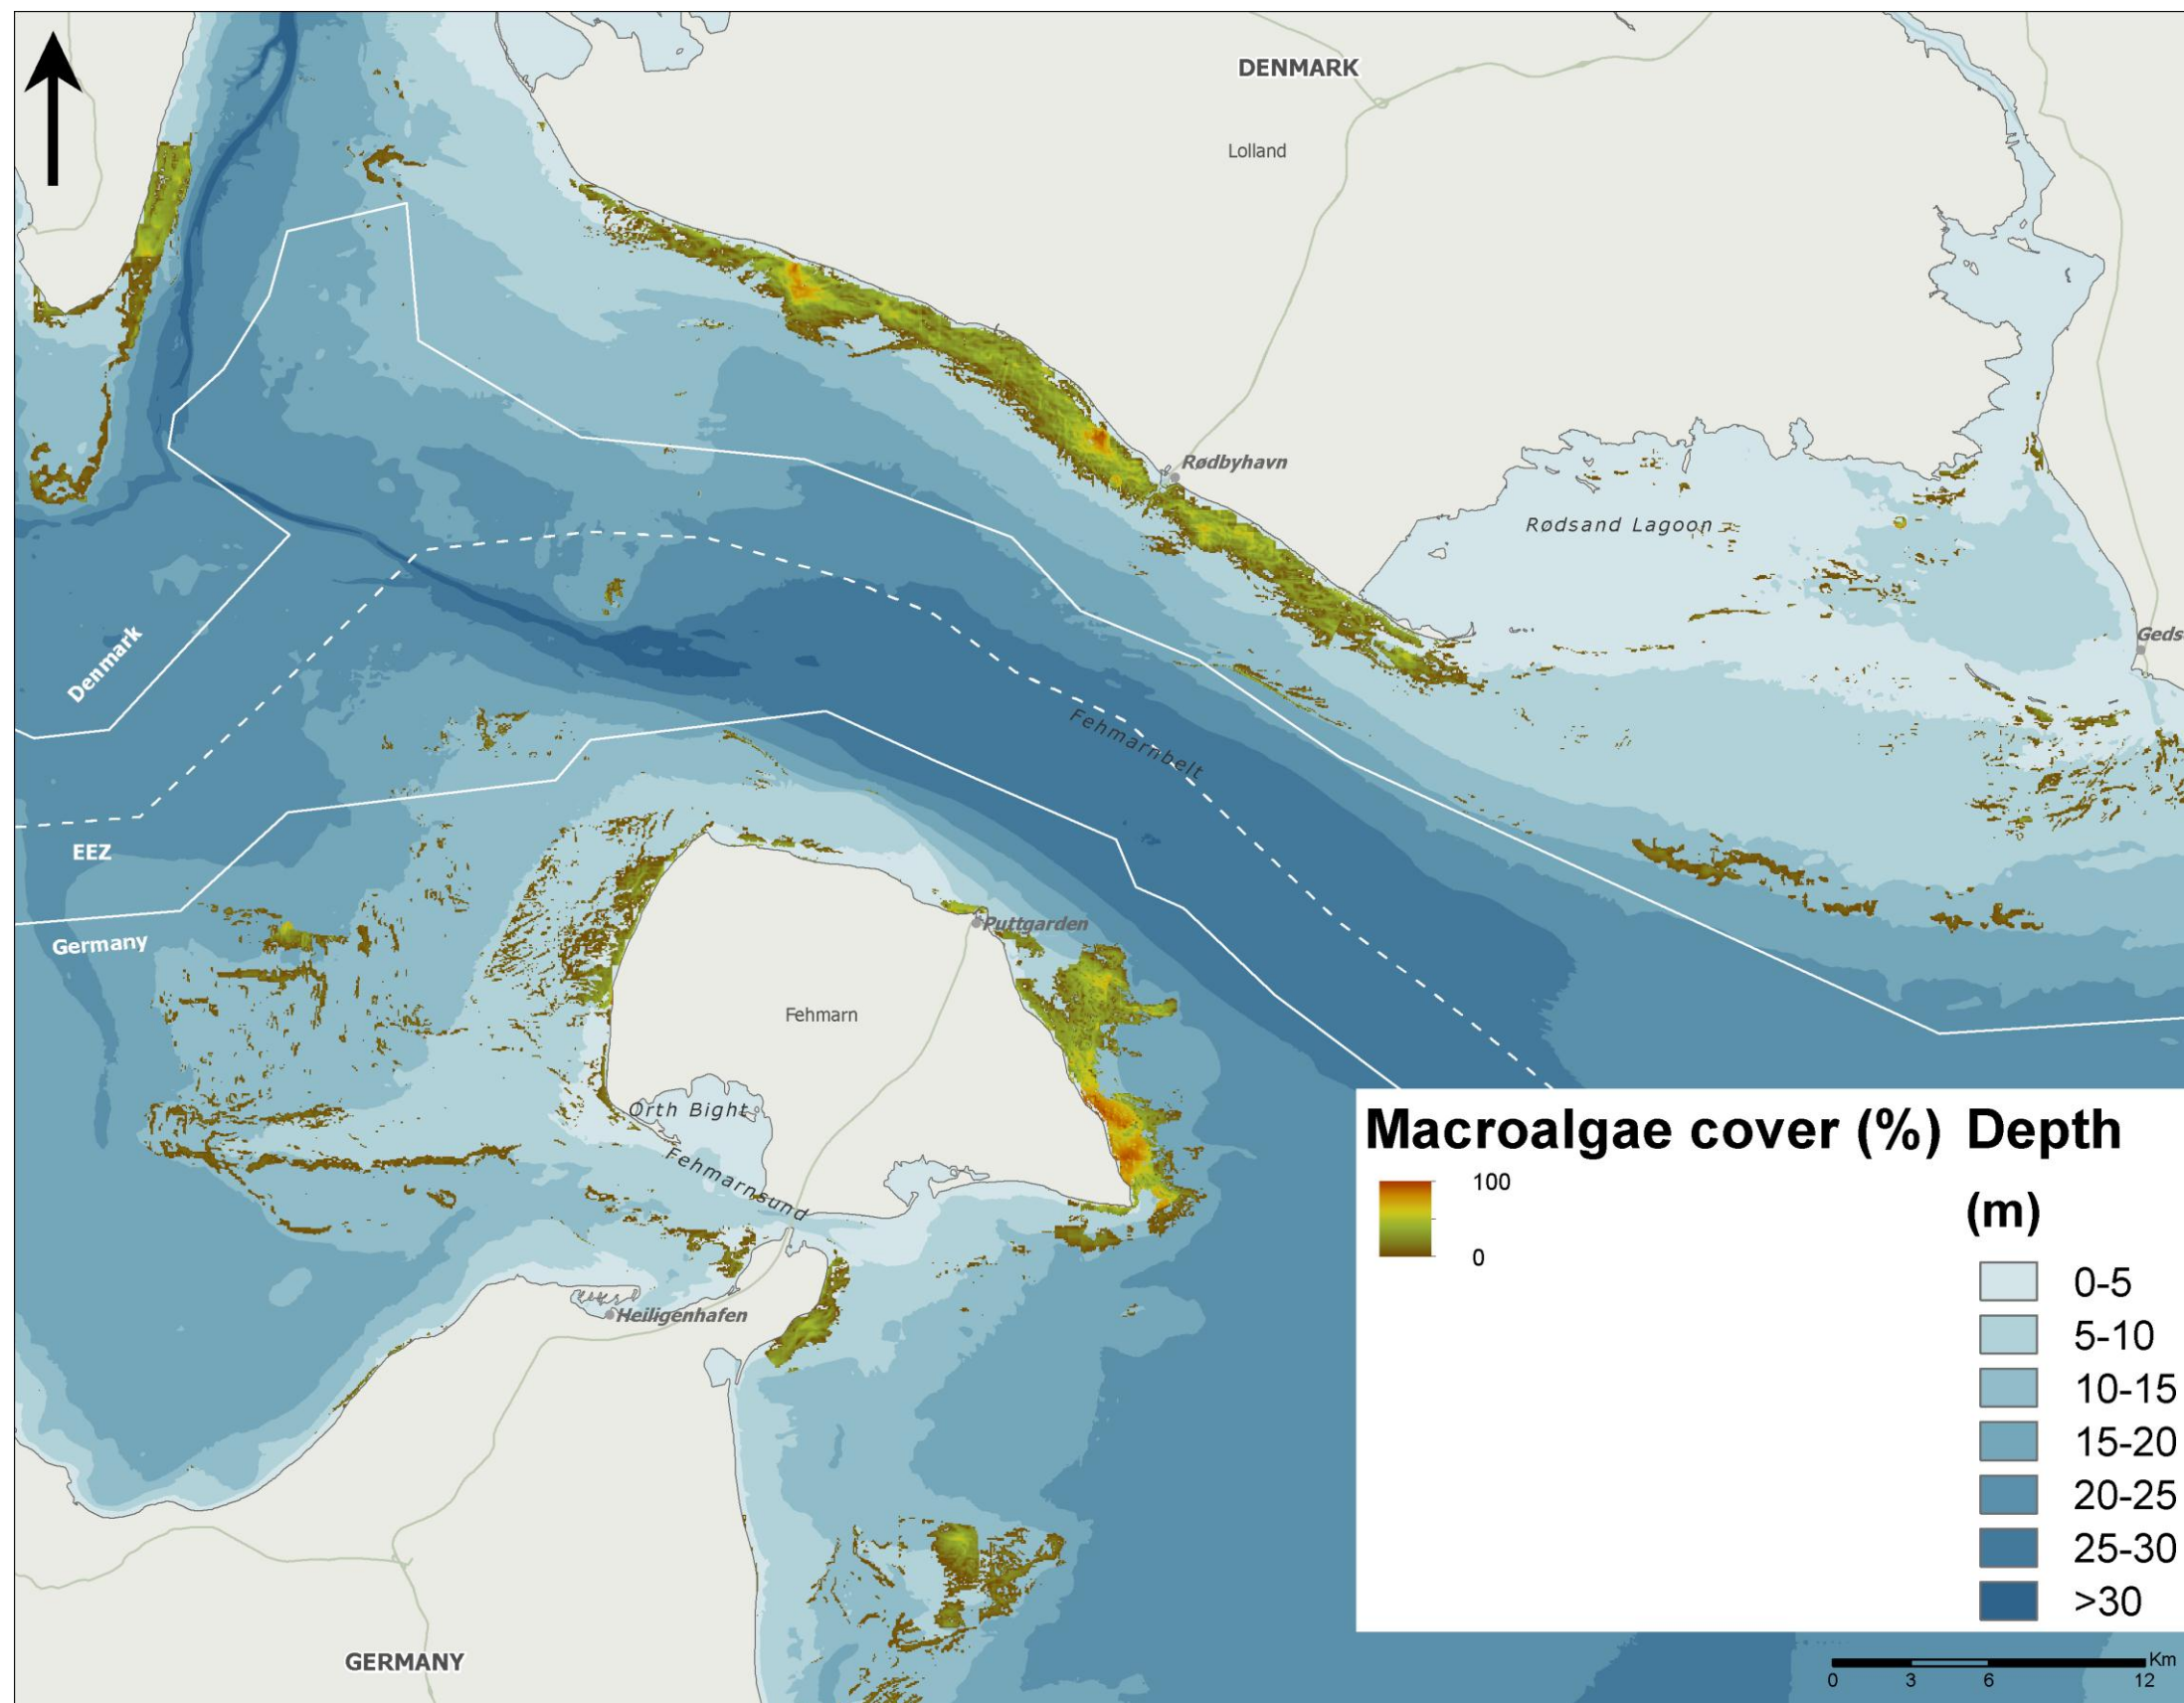 DENMARK
Lolland
Rødbyhavn
Rødsand Lagoon
Geds
Denmark
Fehmarnbelt
EEZ
Germany
Puttgarden
Fehmarn
Orth Bight
Fehmarnsund
Heiligenhafen
GERMANY
Macroalgae cover (%)
100
0
Depth
(m)
0-5
5-10
10-15
15-20
20-25
25-30
>30
Km
0 3 6 12